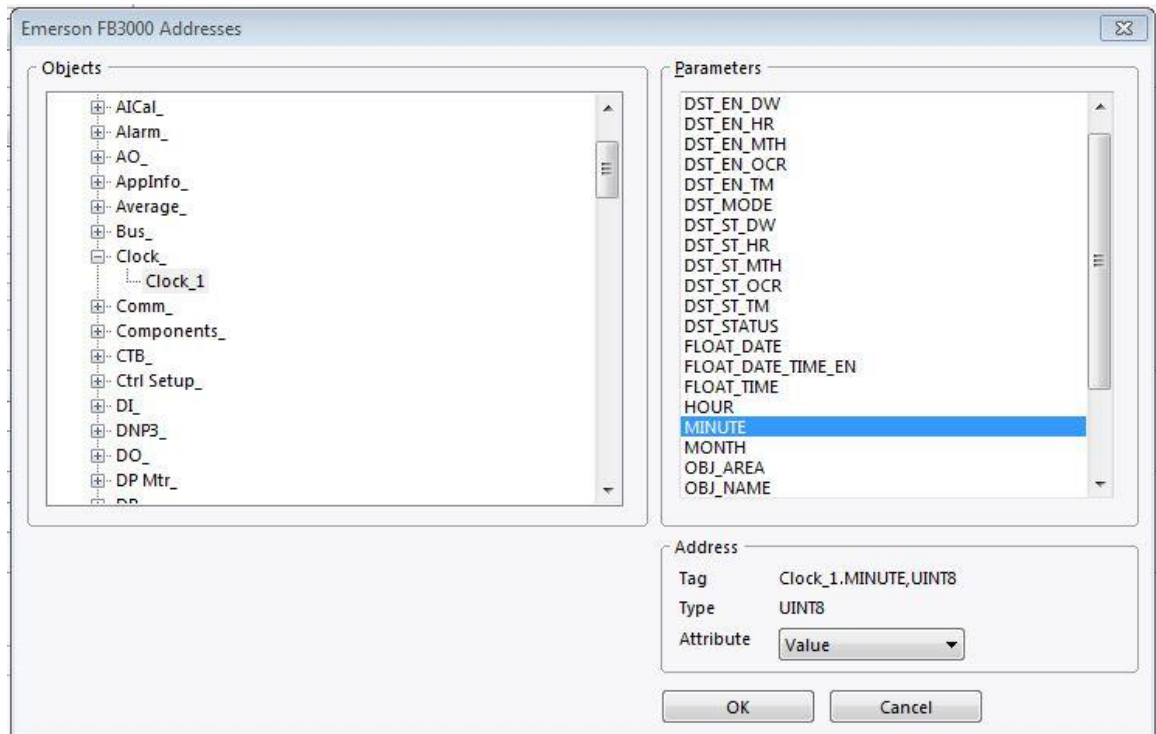 Emerson FB3000 Addresses
Objects
AICal_
Alarm_
AO_
AppInfo_
Average_
Bus_
Clock_
Clock_1
Comm_
Components_
CTB_
Ctrl Setup_
DI_
DNP3_
DO_
DP Mtr_
Parameters
DST_EN_DW
DST_EN_HR
DST_EN_MTH
DST_EN_OCR
DST_EN_TM
DST_MODE
DST_ST_DW
DST_ST_HR
DST_ST_MTH
DST_ST_OCR
DST_ST_TM
DST_STATUS
FLOAT_DATE
FLOAT_DATE_TIME_EN
FLOAT_TIME
HOUR
MINUTE
MONTH
OBJ_AREA
OBJ_NAME
Address
Tag Clock_1.MINUTE,UINT8
Type UINT8
Attribute Value
OK Cancel